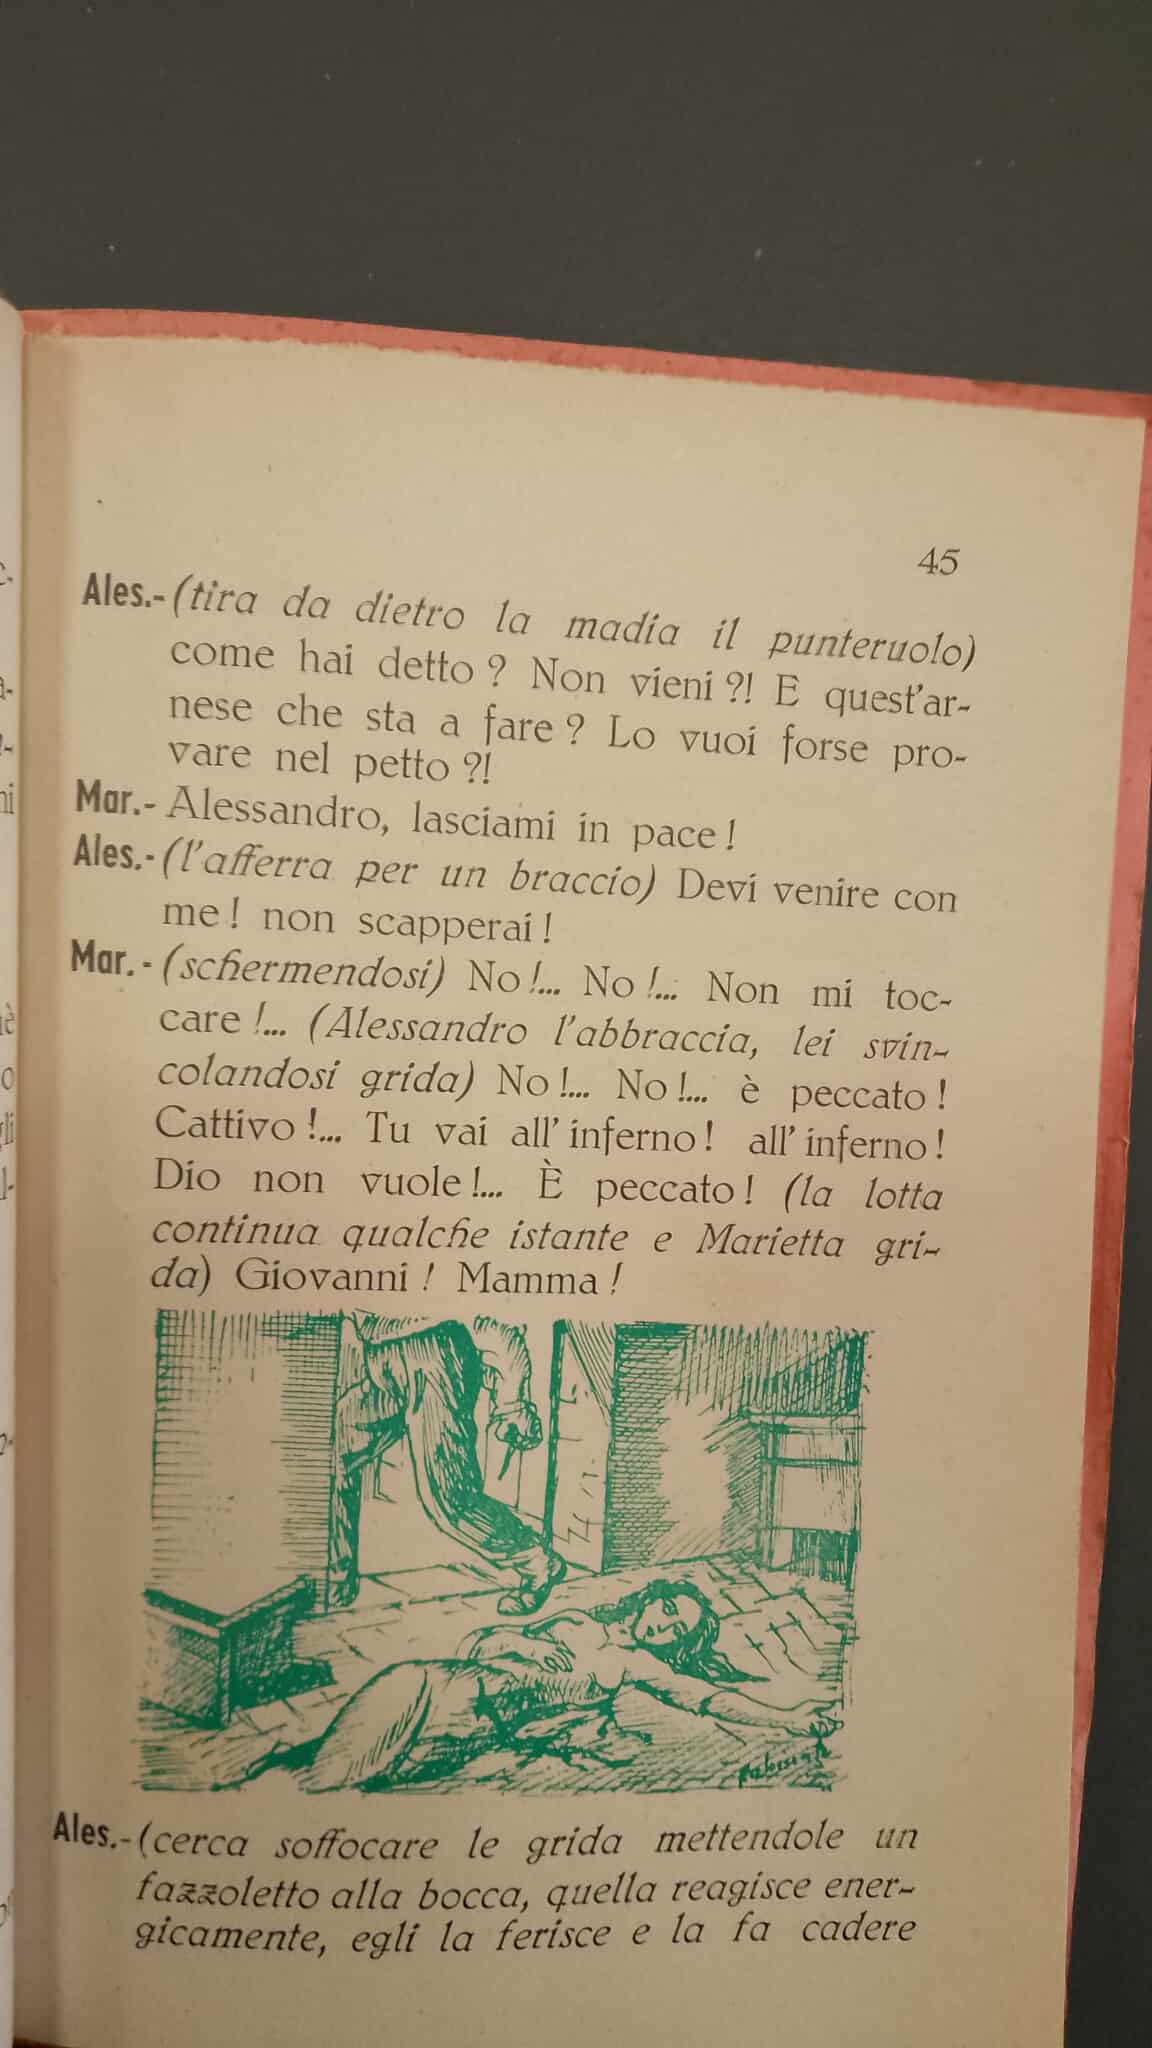 45
Ales.- (tira da dietro la madia il punteruolo)
come hai detto ? Non vieni ?! E quest'ar-
nese che sta a fare ? Lo vuoi forse pro-
vare nel petto ?!
Mar.- Alessandro, lasciami in pace !
Ales.- (l'afferra per un braccio) Devi venire con
me ! non scapperai !
Mar. - (schermendosi) No !... No !... Non mi toc-
care !... (Alessandro l'abbraccia, lei svin-
colandosi grida) No !... No !... è peccato !
Cattivo !... Tu vai all' inferno ! all' inferno !
Dio non vuole !... È peccato ! (la lotta
continua qualche istante e Marietta gri-
da) Giovanni ! Mamma !
Ales.- (cerca soffocare le grida mettendole un
fazzoletto alla bocca, quella reagisce ener-
gicamente, egli la ferisce e la fa cadere